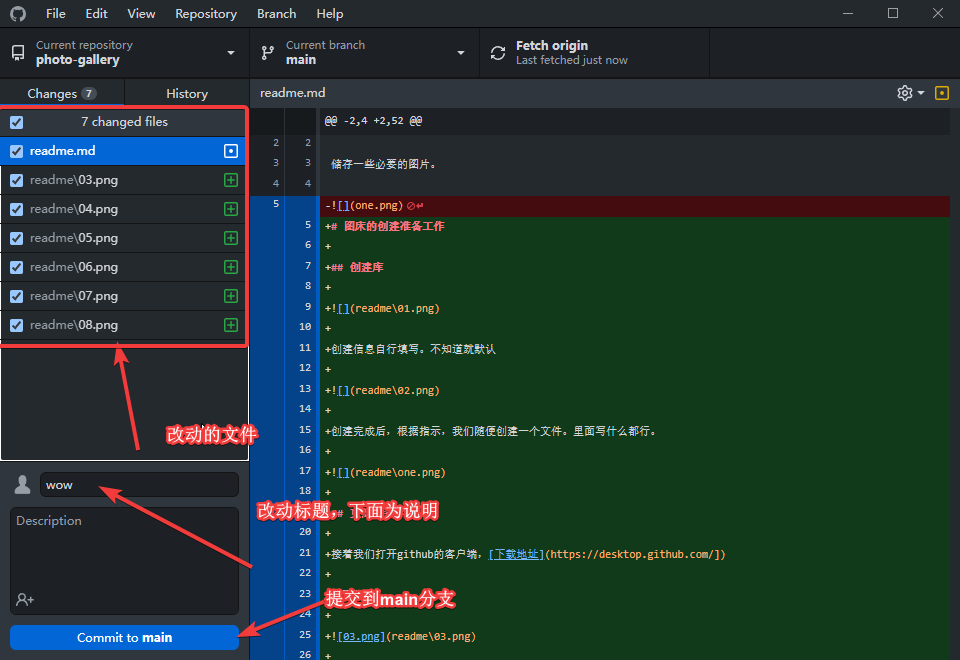 File Edit View Repository Branch Help
Current repository
photo-gallery
Current branch
main
Fetch origin
Last fetched just now
Changes 7
History
readme.md
7 changed files
readme.md
readme\03.png
readme\04.png
readme\05.png
readme\06.png
readme\07.png
readme\08.png
改动的文件
wow
Description
Commit to main
@@ -2,4 +2,52 @@
2 2
3 3 储存一些必要的图片。
4 4
5 -![](one.png)
5 +# 图床的创建准备工作
6 +
7 +## 创建库
8 +
9 +![](readme\01.png)
10 +
11 +创建信息自行填写。不知道就默认
12 +
13 +![](readme\02.png)
14 +
15 +创建完成后，根据指示，我们随便创建一个文件。里面写什么都行。
16 +
17 +![](readme\one.png)
18 +
改动标题，下面为说明
20 +
21 +接着我们打开github的客户端，[下载地址](https://desktop.github.com/])
22 +
23
提交到main分支
24 +
25 +![03.png](readme\03.png)
26 +